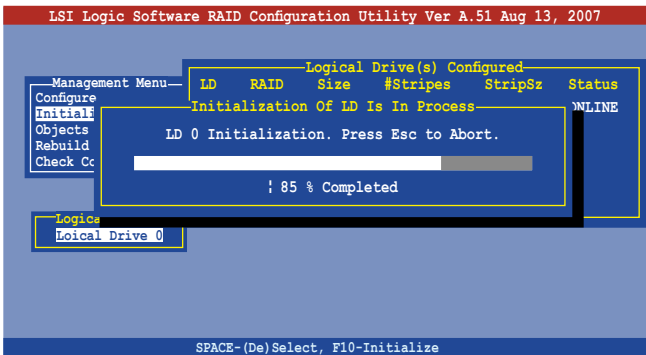 LSI Logic Software RAID Configuration Utility Ver A.51 Aug 13, 2007
Logical Drive(s) Configured
LD RAID Size #Stripes StripSz Status
Management Menu
Configure
Initiali
Objects
Rebuild
Check Co
ONLINE
Initialization Of LD Is In Process
LD 0 Initialization. Press Esc to Abort.
¦ 85 % Completed
Logica
Loical Drive 0
SPACE-(De)Select, F10-Initialize